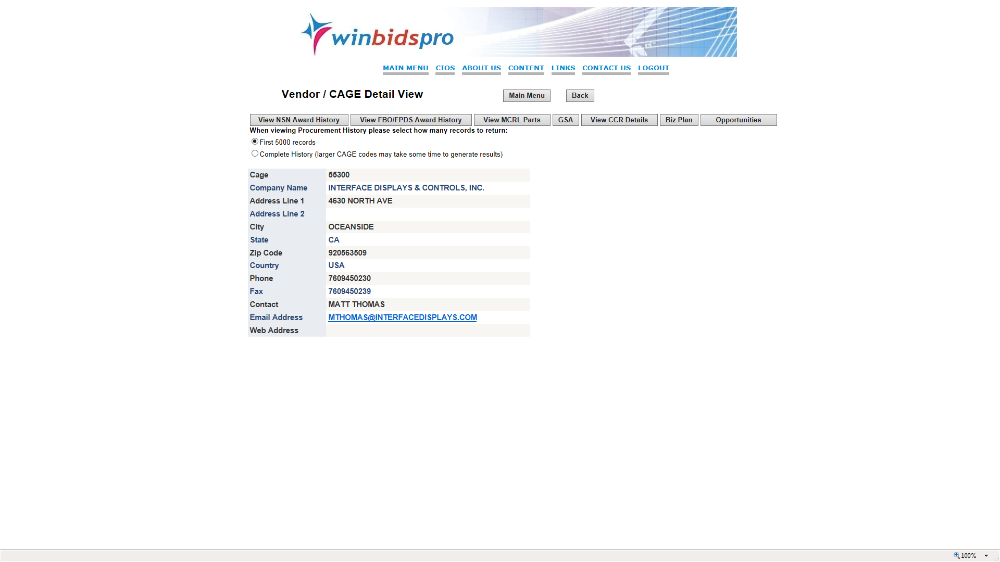 winbidspro
MAIN MENU CIOS ABOUT US CONTENT LINKS CONTACT US LOGOUT
Vendor / CAGE Detail View Main Menu Back
View NSN Award History View FBO/FPDS Award History View MCRL Parts GSA View CCR Details Biz Plan Opportunities
When viewing Procurement History please select how many records to return:
First 5000 records
Complete History (larger CAGE codes may take some time to generate results)
Cage 55300
Company Name INTERFACE DISPLAYS & CONTROLS, INC.
Address Line 1 4630 NORTH AVE
Address Line 2
City OCEANSIDE
State CA
Zip Code 920563509
Country USA
Phone 7609450230
Fax 7609450239
Contact MATT THOMAS
Email Address MTHOMAS@INTERFACEDISPLAYS.COM
Web Address
100%